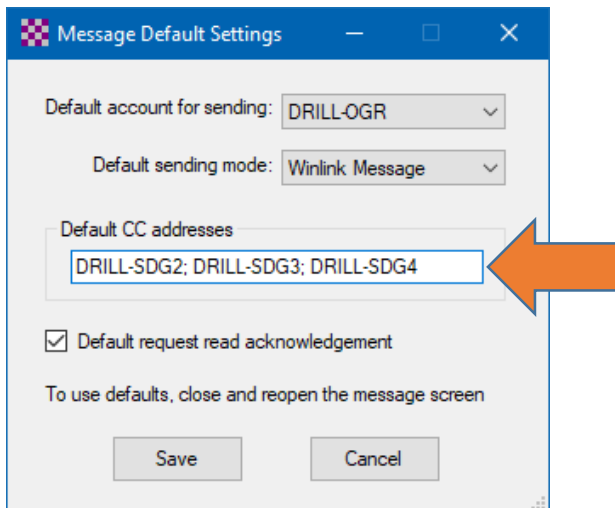 Message Default Settings
Default account for sending: DRILL-OGR
Default sending mode: Winlink Message
Default CC addresses
DRILL-SDG2; DRILL-SDG3; DRILL-SDG4
Default request read acknowledgement
To use defaults, close and reopen the message screen
Save Cancel